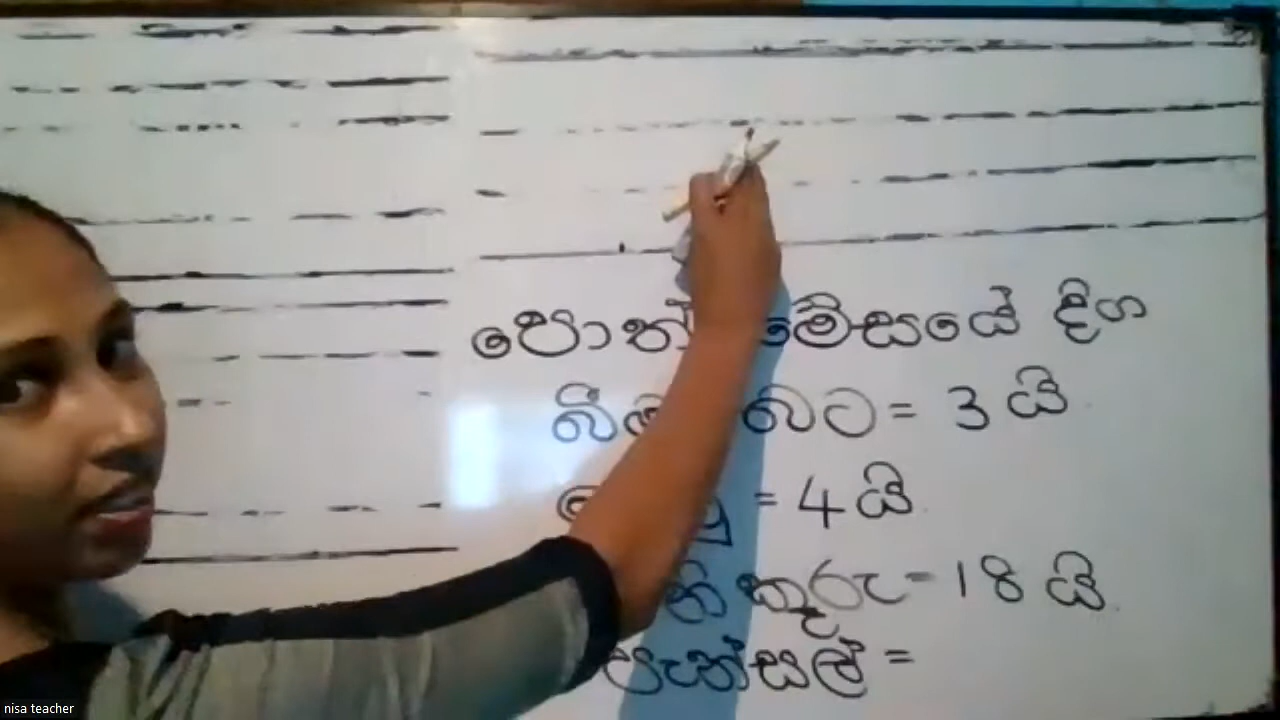 පොත් මේසයේ දිග
බට = 3 යි
= 4 යි
කූරු = 18 යි
පැන්සල් =
nisa teacher